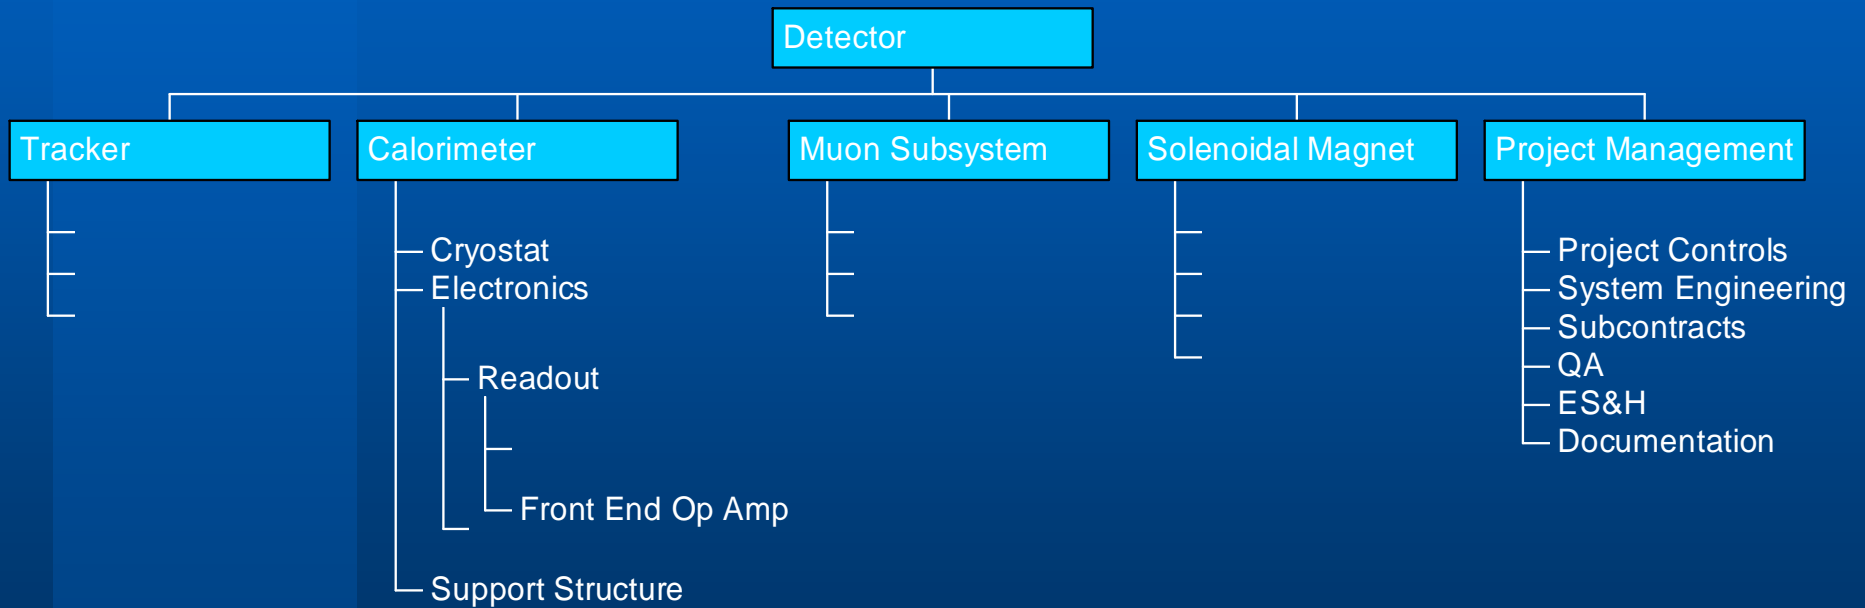 Detector
Tracker
Calorimeter
Muon Subsystem
Solenoidal Magnet
Project Management
Cryostat
Electronics
Readout
Front End Op Amp
Support Structure
Project Controls
System Engineering
Subcontracts
QA
ES&H
Documentation